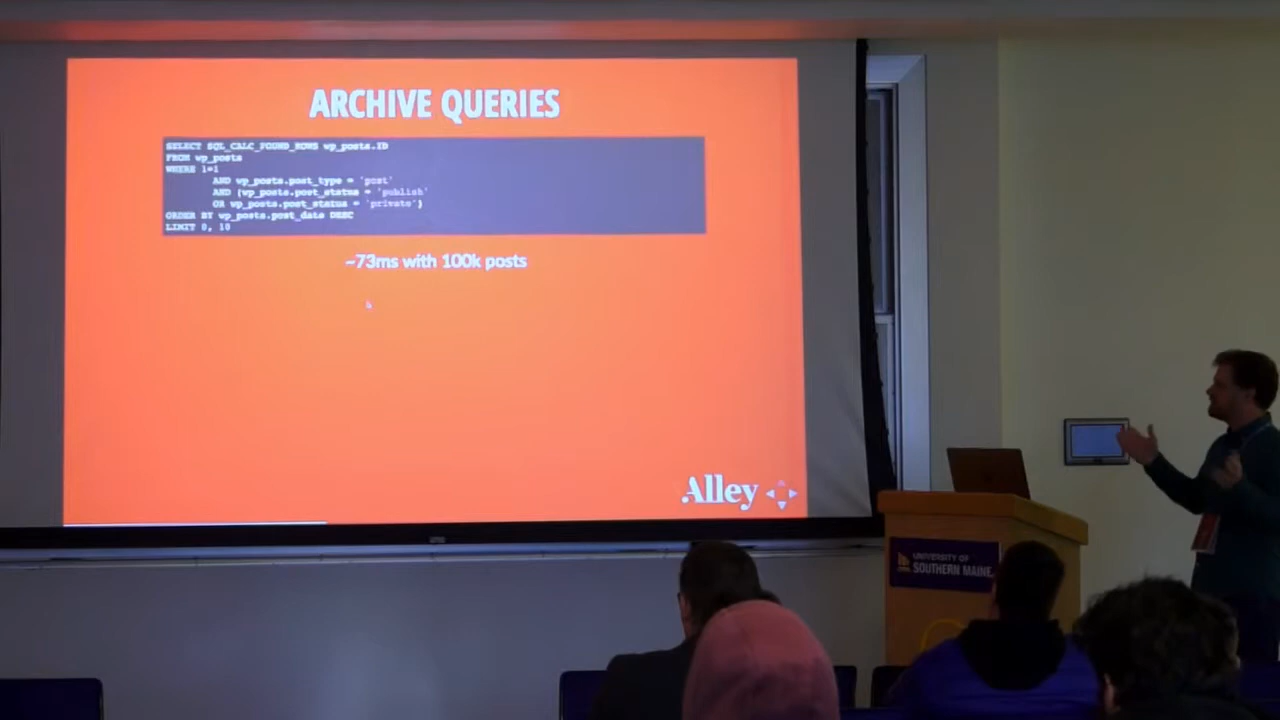 ARCHIVE QUERIES
SELECT SQL_CALC_FOUND_ROWS wp_posts.ID
FROM wp_posts
WHERE 1=1
AND wp_posts.post_type = 'post'
AND (wp_posts.post_status = 'publish'
OR wp_posts.post_status = 'private')
ORDER BY wp_posts.post_date DESC
LIMIT 0, 10
~73ms with 100k posts
Alley
UNIVERSITY OF
SOUTHERN MAINE